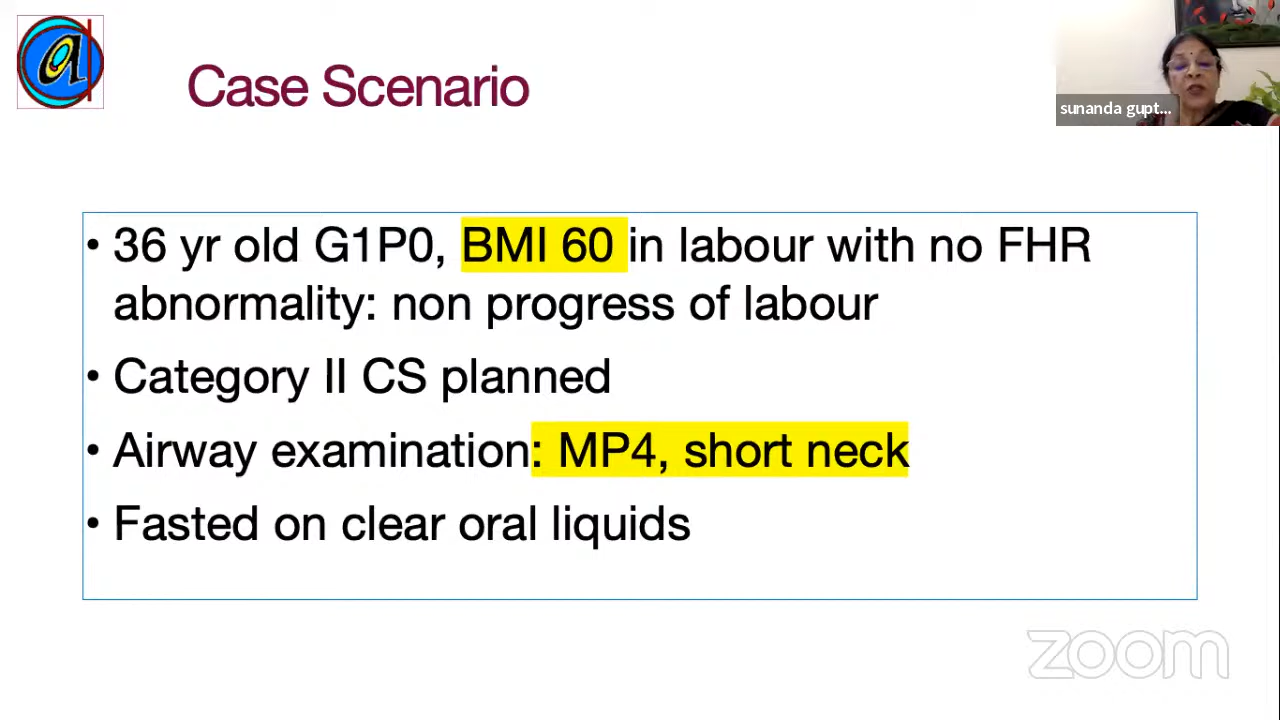 Case Scenario
sunanda gupt...
• 36 yr old G1P0, BMI 60 in labour with no FHR
abnormality: non progress of labour
• Category II CS planned
• Airway examination: MP4, short neck
• Fasted on clear oral liquids
zoom